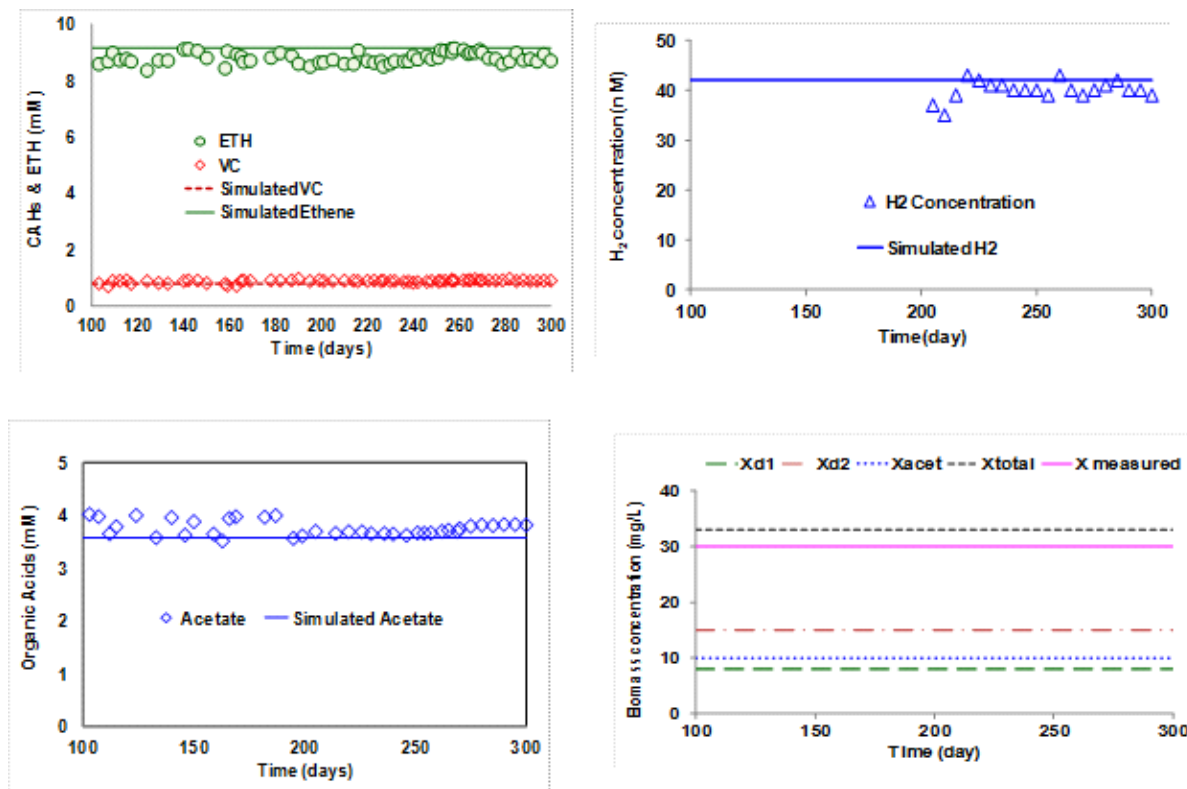 10
8
6
4
2
0
CAHs & ETH (mM)
ETH
VC
Simulated VC
Simulated Ethene
100 120 140 160 180 200 220 240 260 280 300
Time (days)
50
40
30
20
10
0
H2 concentration (n M)
H2 Concentration
Simulated H2
100 150 200 250 300
Time(day)
5
4
3
2
1
0
Organic Acids (mM)
Acetate Simulated Acetate
100 150 200 250 300
Time (days)
Xd1 Xd2 Xacet Xtotal X measured
40
30
20
10
0
Biomass concentration (mg/L)
100 150 200 250 300
Time (day)